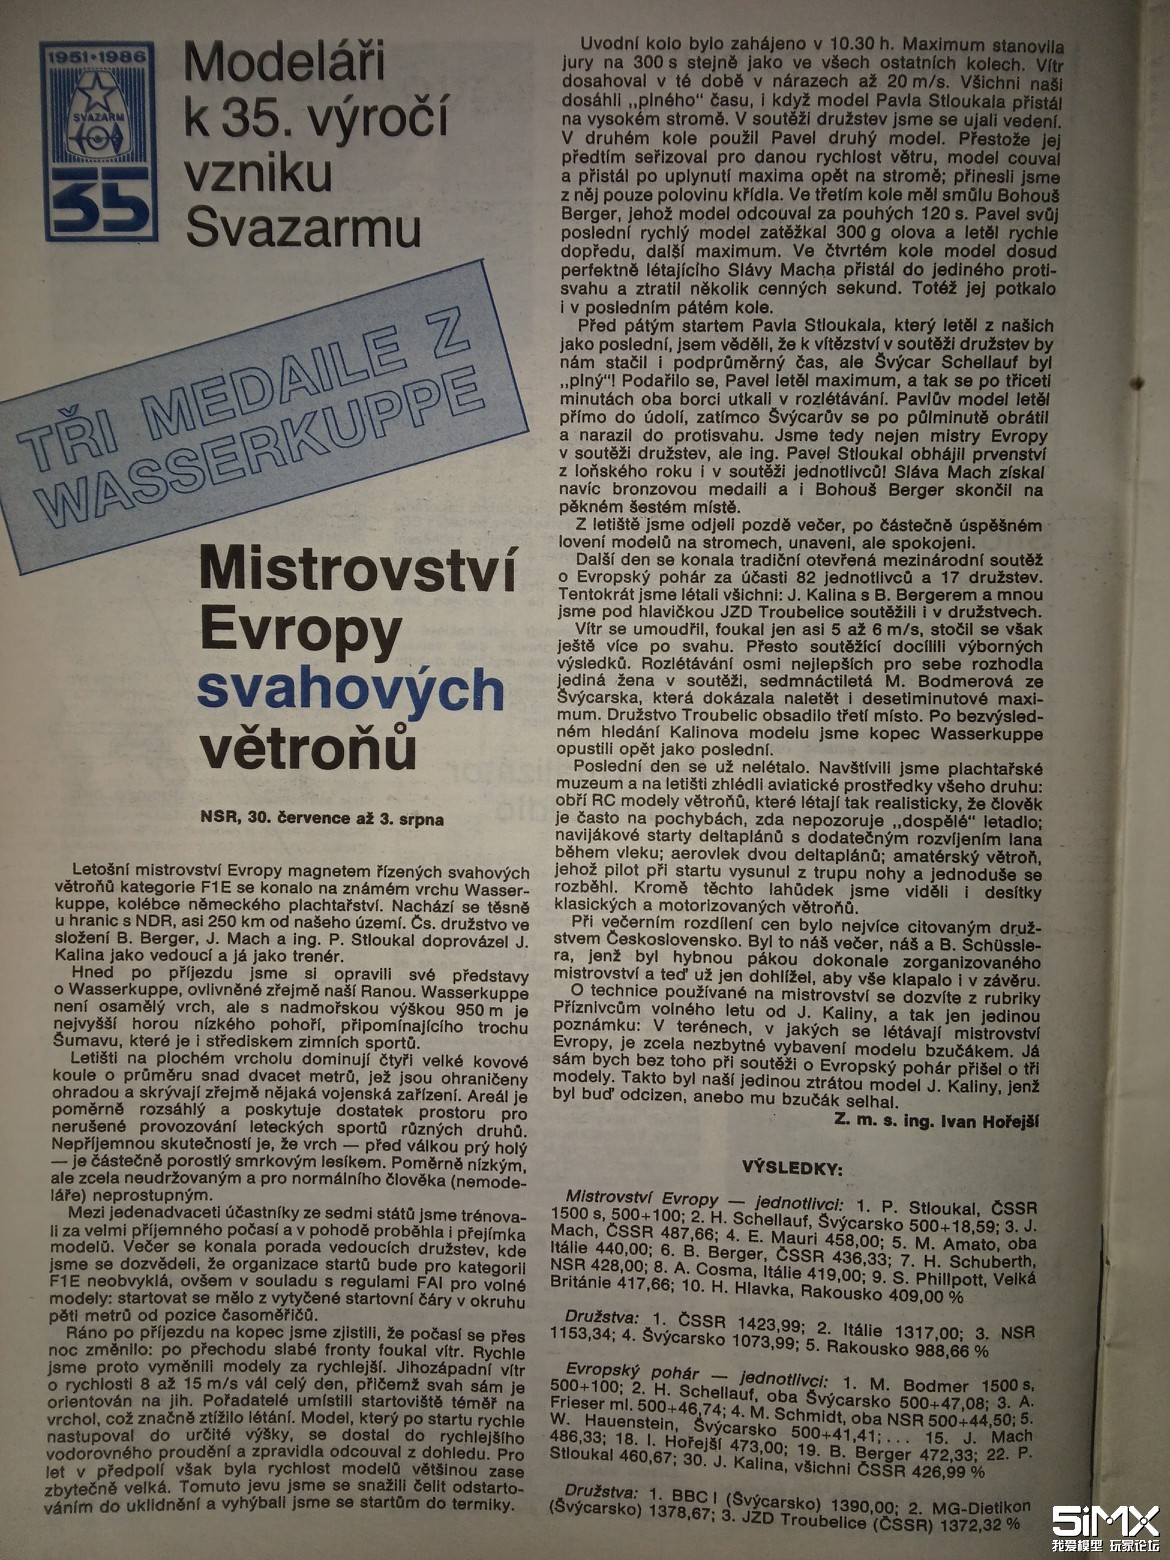 1951•1986
SVAZARM
35
Modeláři
k 35. výročí
vzniku
Svazarmu
TŘI MEDAILE Z
WASSERKUPPE
Mistrovství
Evropy
svahových
větroňů
NSR, 30. července až 3. srpna
Letošní mistrovství Evropy magnetem řízených svahových
větroňů kategorie F1E se konalo na známém vrchu Wasser-
kuppe, kolébce německého plachtařství. Nachází se těsně
u hranic s NDR, asi 250 km od našeho území. Čs. družstvo ve
složení B. Berger, J. Mach a ing. P. Stloukal doprovázel J.
Kalina jako vedoucí a já jako trenér.
Hned po příjezdu jsme si opravili své představy
o Wasserkuppe, ovlivněné zřejmě naší Ranou. Wasserkuppe
není osamělý vrch, ale s nadmořskou výškou 950 m je
nejvyšší horou nízkého pohoří, připomínajícího trochu
Šumavu, které je i střediskem zimních sportů.
Letišti na plochém vrcholu dominují čtyři velké kovové
koule o průměru snad dvacet metrů, jež jsou ohraničeny
ohradou a skrývají zřejmě nějaká vojenská zařízení. Areál je
poměrně rozsáhlý a poskytuje dostatek prostoru pro
nerušené provozování leteckých sportů různých druhů.
Nepříjemnou skutečností je, že vrch — před válkou prý holý
— je částečně porostlý smrkovým lesíkem. Poměrně nízkým,
ale zcela neudržovaným a pro normálního člověka (nemode-
láře) neprostupným.
Mezi jedenadvaceti účastníky ze sedmi států jsme trénova-
li za velmi příjemného počasí a v pohodě proběhla i přejímka
modelů. Večer se konala porada vedoucích družstev, kde
jsme se dozvěděli, že organizace startů bude pro kategorii
F1E neobvyklá, ovšem v souladu s regulami FAI pro volné
modely: startovat se mělo z vytyčené startovní čáry v okruhu
pěti metrů od pozice časoměřičů.
Ráno po příjezdu na kopec jsme zjistili, že počasí se přes
noc změnilo: po přechodu slabé fronty foukal vítr. Rychle
jsme proto vyměnili modely za rychlejší. Jihozápadní vítr
o rychlosti 8 až 15 m/s vál celý den, přičemž svah sám je
orientován na jih. Pořadatelé umístili startoviště téměř na
vrchol, což značně ztížilo létání. Model, který po startu rychle
nastupoval do určité výšky, se dostal do rychlejšího
vodorovného proudění a zpravidla odcouval z dohledu. Pro
let v předpolí však byla rychlost modelů většinou zase
zbytečně velká. Tomuto jevu jsme se snažili čelit odstarto-
váním do uklidnění a vyhýbali jsme se startům do termiky.
Uvodní kolo bylo zahájeno v 10.30 h. Maximum stanovila
jury na 300 s stejně jako ve všech ostatních kolech. Vítr
dosahoval v té době v nárazech až 20 m/s. Všichni naši
dosáhli „plného“ času, i když model Pavla Stloukala přistál
na vysokém stromě. V soutěži družstev jsme se ujali vedení.
V druhém kole použil Pavel druhý model. Přestože jej
předtím seřizoval pro danou rychlost větru, model couval
a přistál po uplynutí maxima opět na stromě; přinesli jsme
z něj pouze polovinu křídla. Ve třetím kole měl smůlu Bohouš
Berger, jehož model odcouval za pouhých 120 s. Pavel svůj
poslední rychlý model zatěžkal 300 g olova a letěl rychle
dopředu, další maximum. Ve čtvrtém kole model dosud
perfektně létajícího Slávy Macha přistál do jediného proti-
svahu a ztratil několik cenných sekund. Totéž jej potkalo
i v posledním pátém kole.
Před pátým startem Pavla Stloukala, který letěl z našich
jako poslední, jsem věděli, že k vítězství v soutěži družstev by
nám stačil i podprůměrný čas, ale Švýcar Schellauf byl
„plný“! Podařilo se, Pavel letěl maximum, a tak se po třiceti
minutách oba borci utkali v rozlétávání. Pavlův model letěl
přímo do údolí, zatímco Švýcarův se po půlminutě obrátil
a narazil do protisvahu. Jsme tedy nejen mistry Evropy
v soutěži družstev, ale ing. Pavel Stloukal obhájil prvenství
z loňského roku i v soutěži jednotlivců! Sláva Mach získal
navíc bronzovou medaili a i Bohouš Berger skončil na
pěkném šestém místě.
Z letiště jsme odjeli pozdě večer, po částečně úspěšném
lovení modelů na stromech, unaveni, ale spokojeni.
Další den se konala tradiční otevřená mezinárodní soutěž
o Evropský pohár za účasti 82 jednotlivců a 17 družstev.
Tentokrát jsme létali všichni: J. Kalina s B. Bergerem a mnou
jsme pod hlavičkou JZD Troubelice soutěžili i v družstvech.
Vítr se umoudřil, foukal jen asi 5 až 6 m/s, stočil se však
ještě více po svahu. Přesto soutěžící docílili výborných
výsledků. Rozlétávání osmi nejlepších pro sebe rozhodla
jediná žena v soutěži, sedmnáctiletá M. Bodmerová ze
Švýcarska, která dokázala naletět i desetiminutové maxi-
mum. Družstvo Troubelic obsadilo třetí místo. Po bezvýsled-
ném hledání Kalinova modelu jsme kopec Wasserkuppe
opustili opět jako poslední.
Poslední den se už nelétalo. Navštívili jsme plachtařské
muzeum a na letišti zhlédli aviatické prostředky všeho druhu:
obří RC modely větroňů, které létají tak realisticky, že člověk
je často na pochybách, zda nepozoruje „dospělé“ letadlo;
navijákové starty deltaplánů s dodatečným rozvíjením lana
během vleku; aerovlek dvou deltaplánů; amatérský větroň,
jehož pilot při startu vysunul z trupu nohy a jednoduše se
rozběhl. Kromě těchto lahůdek jsme viděli i desítky
klasických a motorizovaných větroňů.
Při večerním rozdílení cen bylo nejvíce citovaným druž-
stvem Československo. Byl to náš večer, náš a B. Schüssle-
ra, jenž byl hybnou pákou dokonale zorganizovaného
mistrovství a teď už jen dohlížel, aby vše klapalo i v závěru.
O technice používané na mistrovství se dozvíte z rubriky
Příznivcům volného letu od J. Kaliny, a tak jen jedinou
poznámku: V terénech, v jakých se létávají mistrovství
Evropy, je zcela nezbytné vybavení modelu bzučákem. Já
sám bych bez toho při soutěži o Evropský pohár přišel o tři
modely. Takto byl naší jedinou ztrátou model J. Kaliny, jenž
byl buď odcizen, anebo mu bzučák selhal.
Z. m. s. ing. Ivan Hořejší
VÝSLEDKY:
Mistrovství Evropy — jednotlivci: 1. P. Stloukal, ČSSR
1500 s, 500+100; 2. H. Schellauf, Švýcarsko 500+18,59; 3. J.
Mach, ČSSR 487,66; 4. E. Mauri 458,00; 5. M. Amato, oba
Itálie 440,00; 6. B. Berger, ČSSR 436,33; 7. H. Schuberth,
NSR 428,00; 8. A. Cosma, Itálie 419,00; 9. S. Phillpott, Velká
Británie 417,66; 10. H. Hlavka, Rakousko 409,00 %
Družstva: 1. ČSSR 1423,99; 2. Itálie 1317,00; 3. NSR
1153,34; 4. Švýcarsko 1073,99; 5. Rakousko 988,66 %
Evropský pohár — jednotlivci: 1. M. Bodmer 1500 s,
500+100; 2. H. Schellauf, oba Švýcarsko 500+47,08; 3. A.
Frieser ml. 500+46,74; 4. M. Schmidt, oba NSR 500+44,50; 5.
W. Hauenstein, Švýcarsko 500+41,41; ... 15. J. Mach
486,33; 18. I. Hořejší 473,00; 19. B. Berger 472,33; 22. P.
Stloukal 460,67; 30. J. Kalina, všichni ČSSR 426,99 %
Družstva: 1. BBC I (Švýcarsko) 1390,00; 2. MG-Dietikon
(Švýcarsko) 1378,67; 3. JZD Troubelice (ČSSR) 1372,32 %
5iMX
我爱模型 玩家论坛